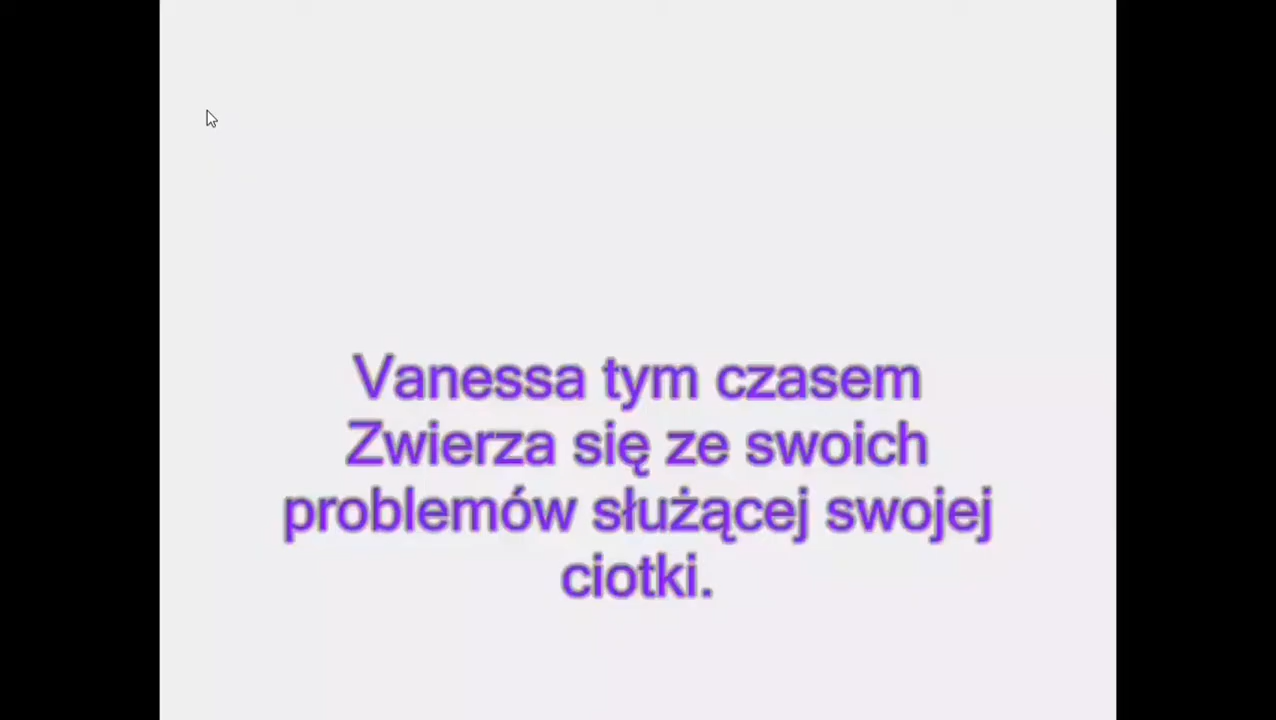 Vanessa tym czasem
Zwierza się ze swoich
problemów służącej swojej
ciotki.